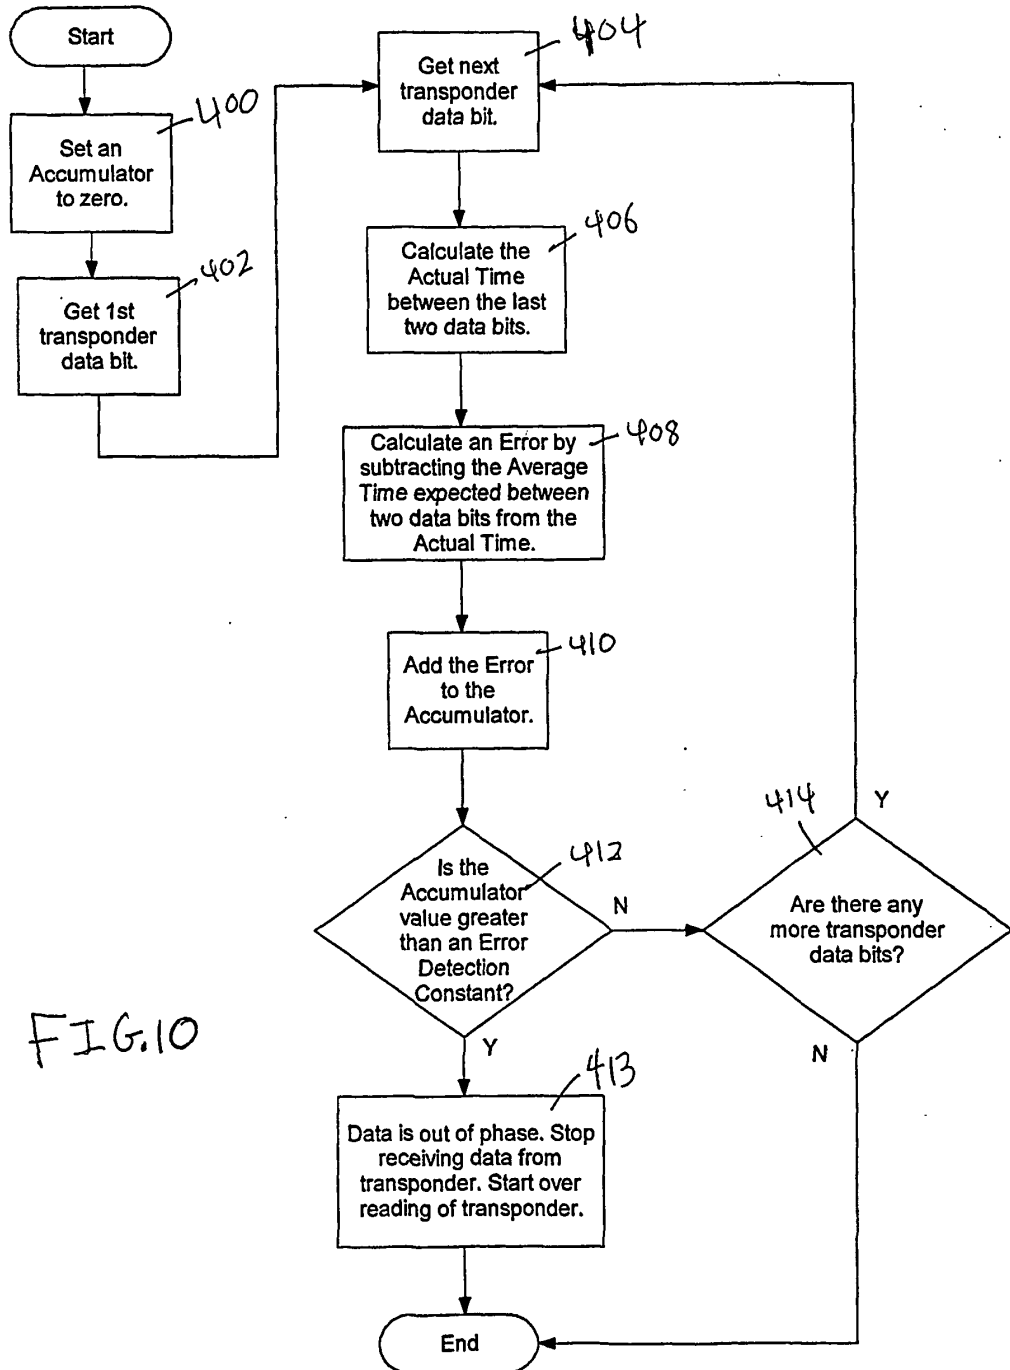 Start
400
Set an
Accumulator
to zero.
402
Get 1st
transponder
data bit.
404
Get next
transponder
data bit.
406
Calculate the
Actual Time
between the last
two data bits.
408
Calculate an Error by
subtracting the Average
Time expected between
two data bits from the
Actual Time.
410
Add the Error
to the
Accumulator.
412
Is the
Accumulator
value greater
than an Error
Detection
Constant?
N
Y
414
Are there any
more transponder
data bits?
Y
N
413
Data is out of phase. Stop
receiving data from
transponder. Start over
reading of transponder.
End
FIG.10